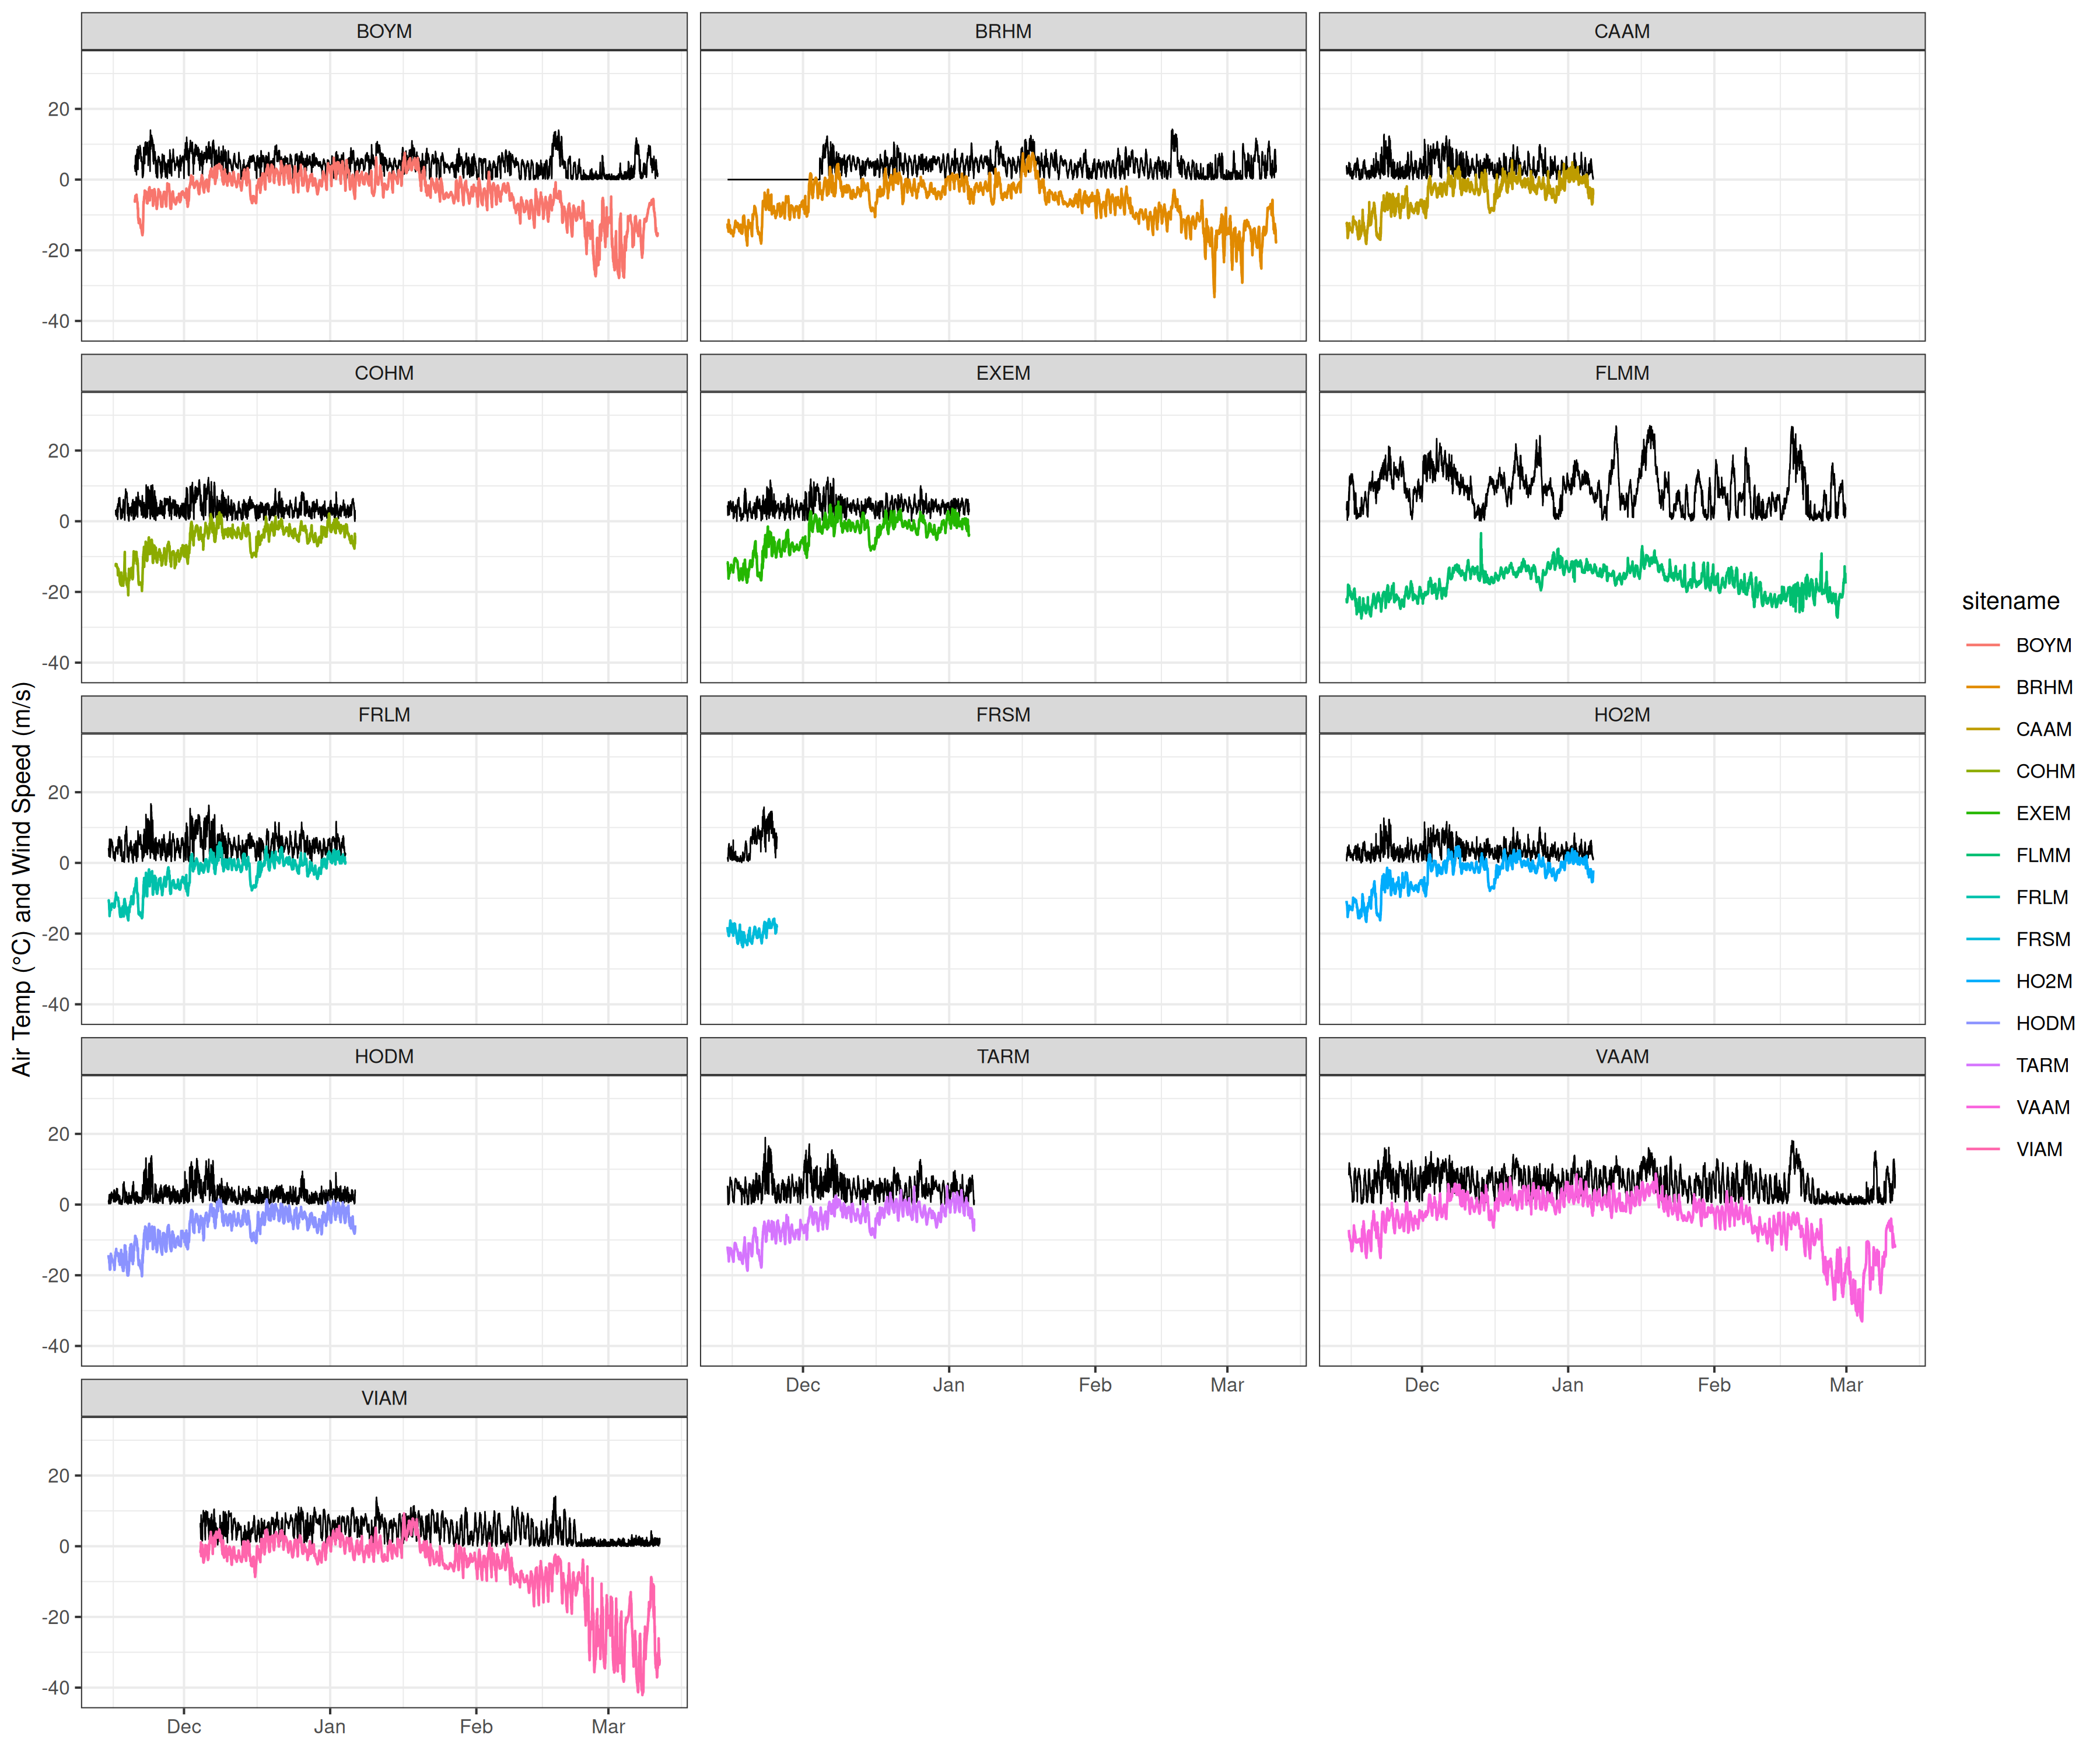 BOYM BRHM CAAM
20
0
-20
-40
COHM EXEM FLMM
20
0
-20
-40
FRLM FRSM HO2M
20
0
-20
-40
HODM TARM VAAM
20
0
-20
-40
Dec Jan Feb Mar Dec Jan Feb Mar
VIAM
20
0
-20
-40
Dec Jan Feb Mar
Air Temp (°C) and Wind Speed (m/s)
sitename
BOYM
BRHM
CAAM
COHM
EXEM
FLMM
FRLM
FRSM
HO2M
HODM
TARM
VAAM
VIAM